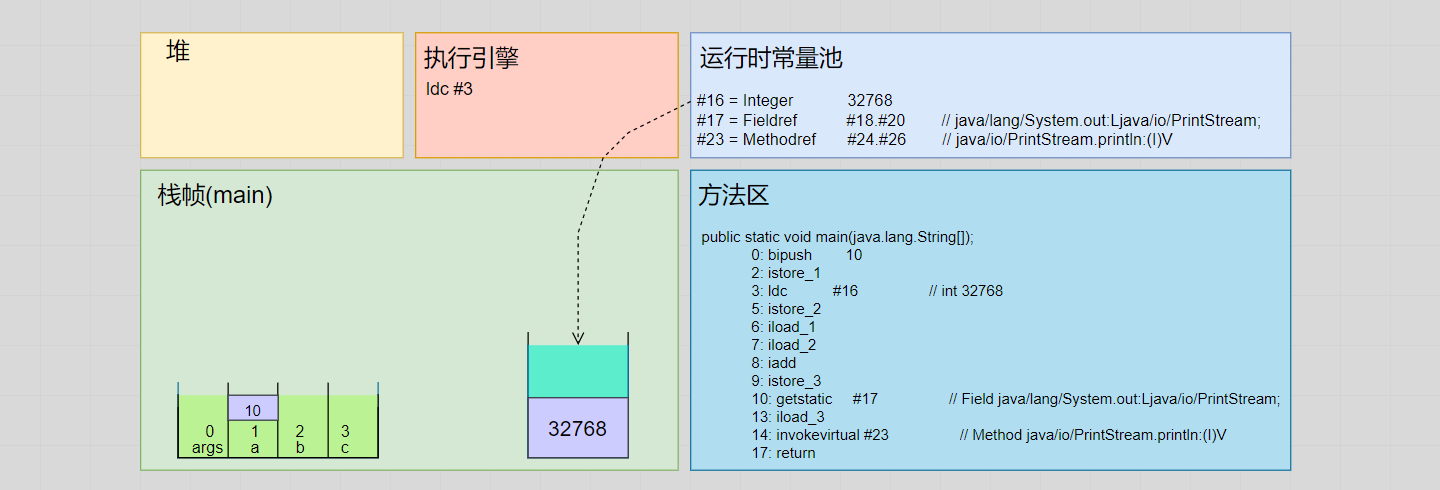 堆
执行引擎
ldc #3
运行时常量池
#16 = Integer 32768
#17 = Fieldref #18.#20 // java/lang/System.out:Ljava/io/PrintStream;
#23 = Methodref #24.#26 // java/io/PrintStream.println:(I)V
栈帧(main)
10
0 1 2 3
args a b c
32768
方法区
public static void main(java.lang.String[]);
0: bipush 10
2: istore_1
3: ldc #16 // int 32768
5: istore_2
6: iload_1
7: iload_2
8: iadd
9: istore_3
10: getstatic #17 // Field java/lang/System.out:Ljava/io/PrintStream;
13: iload_3
14: invokevirtual #23 // Method java/io/PrintStream.println:(I)V
17: return